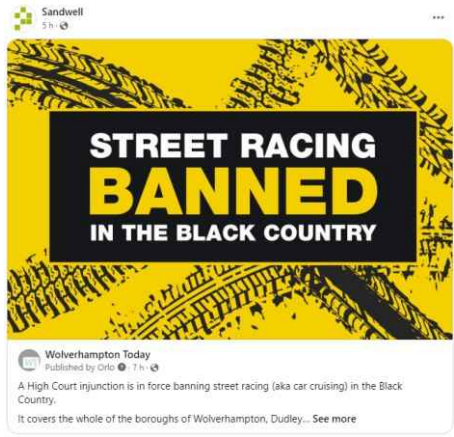 Sandwell
5 h ·
STREET RACING
BANNED
IN THE BLACK COUNTRY
Wolverhampton Today
Published by Orlo · 7 h ·
A High Court injunction is in force banning street racing (aka car cruising) in the Black
Country.
It covers the whole of the boroughs of Wolverhampton, Dudley... See more